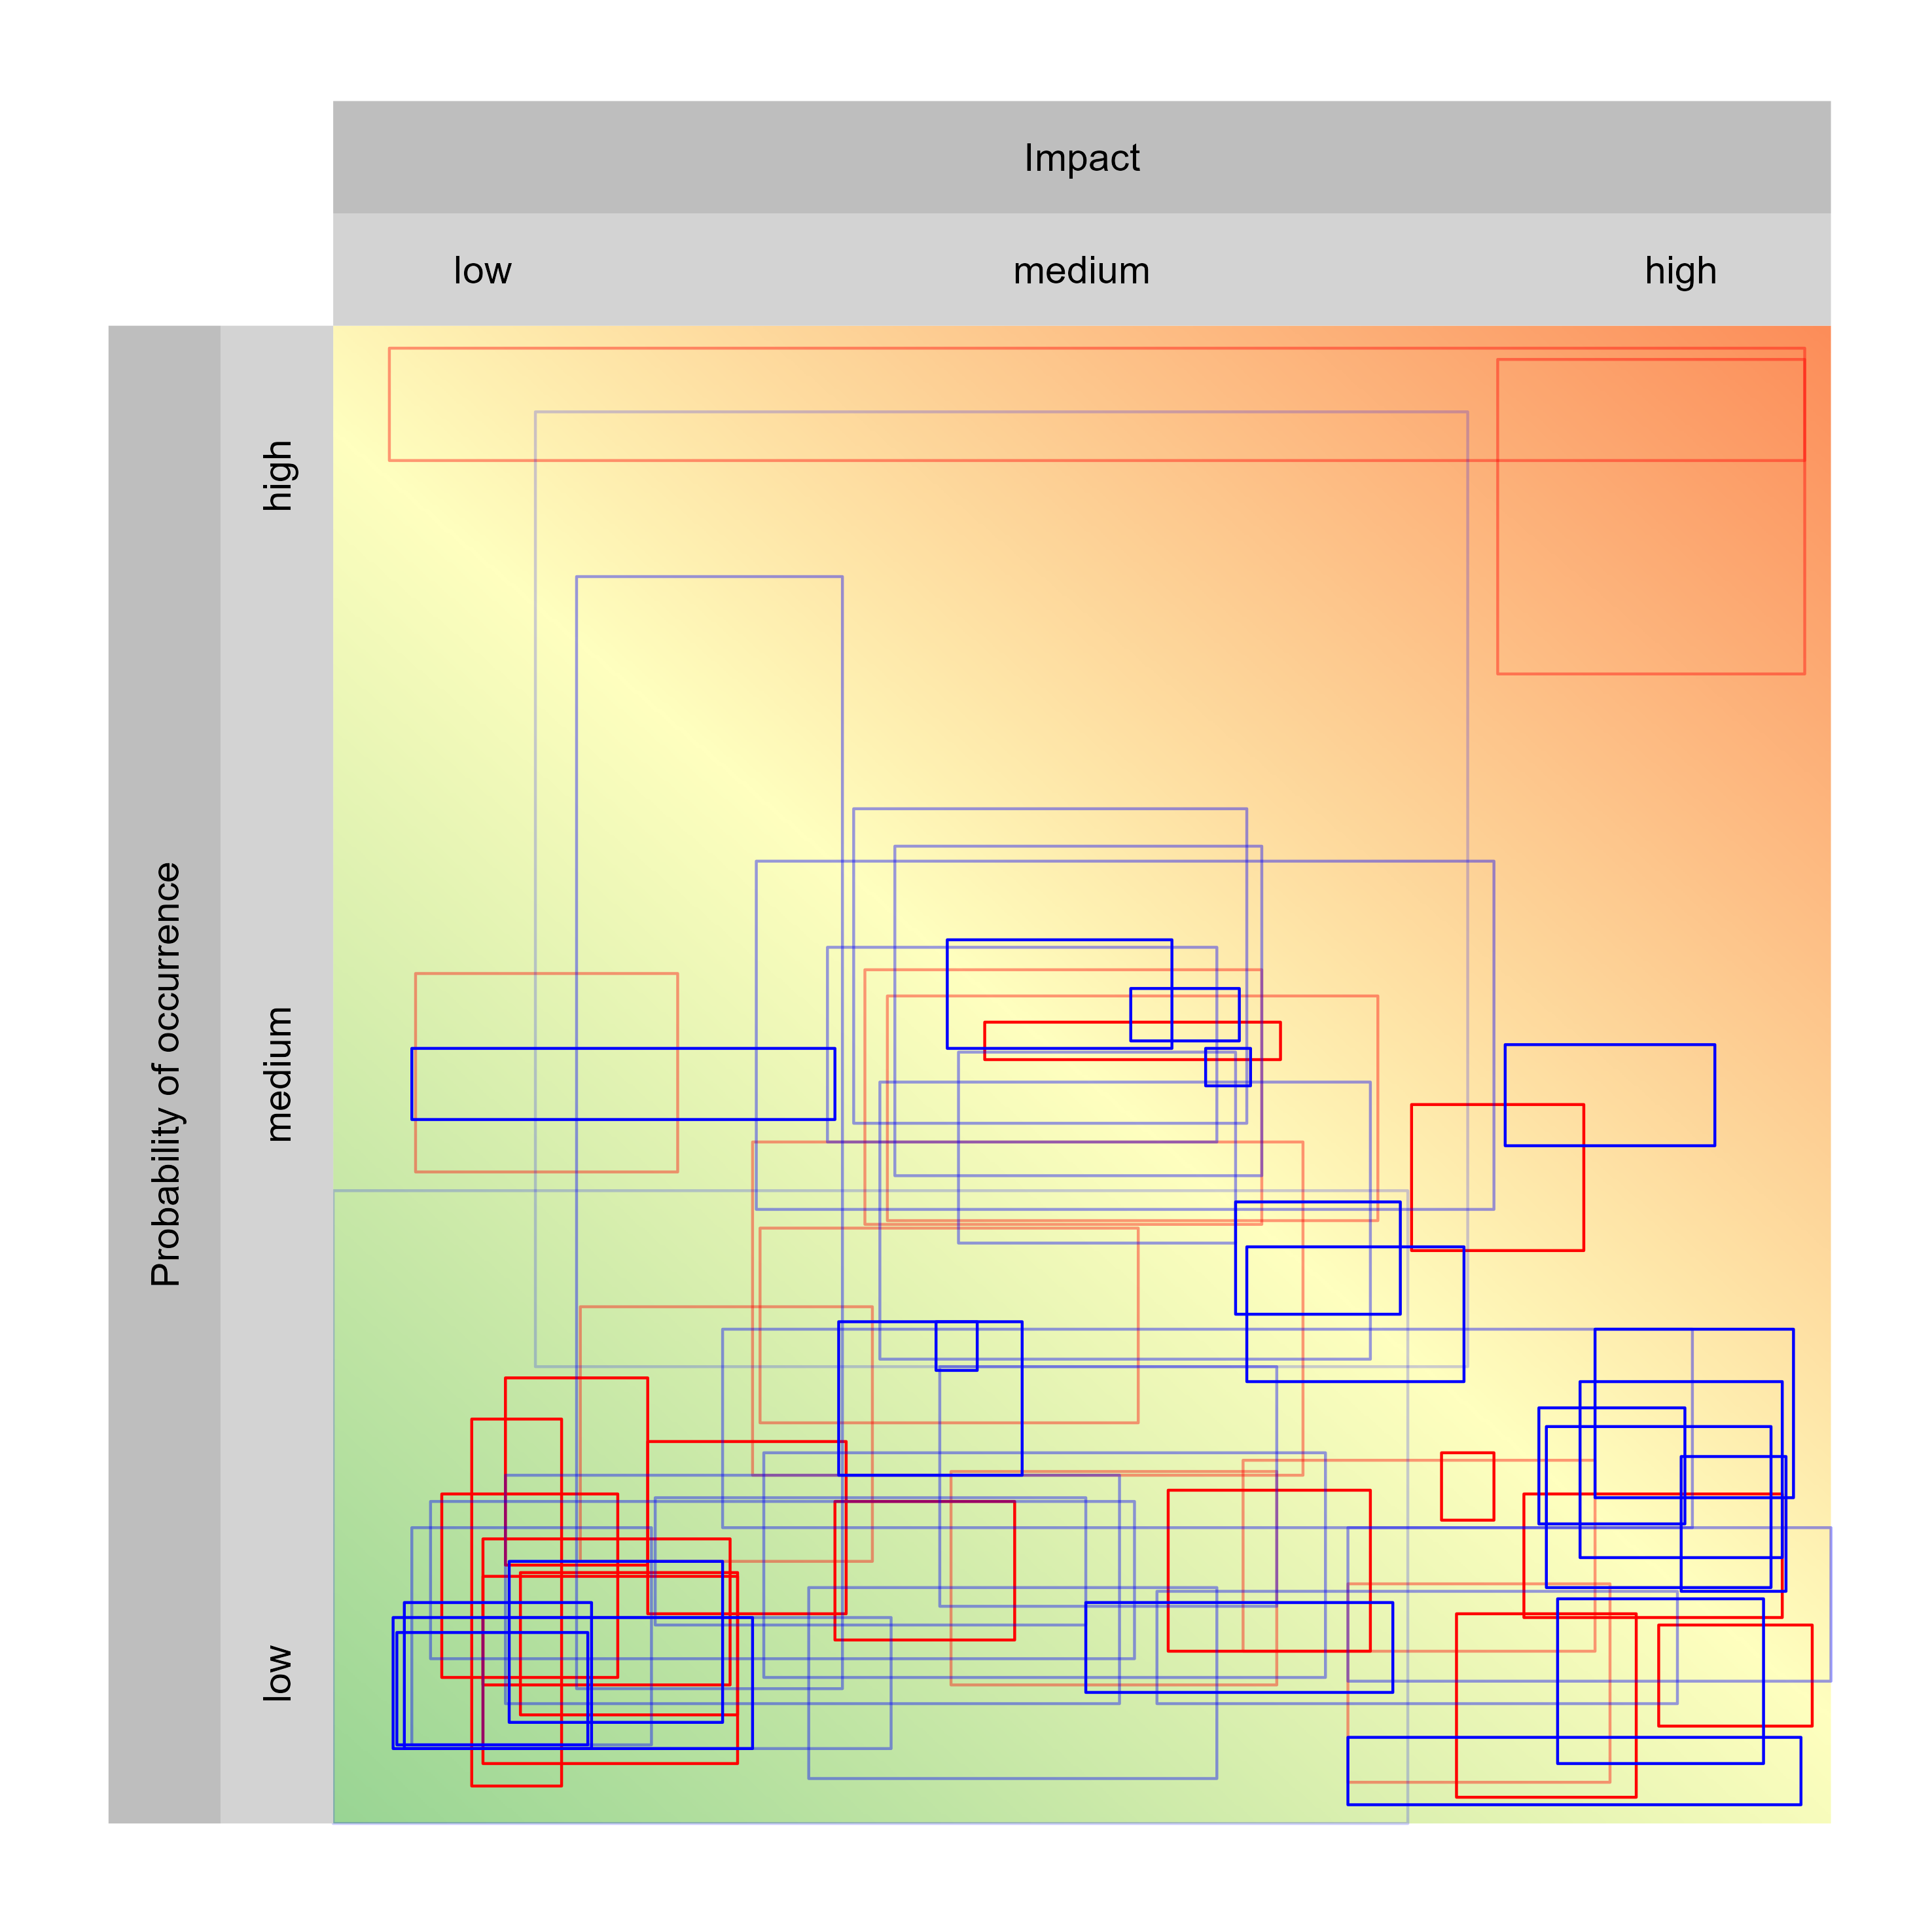 Impact
low
medium
high
Probability of occurrence
high
medium
low